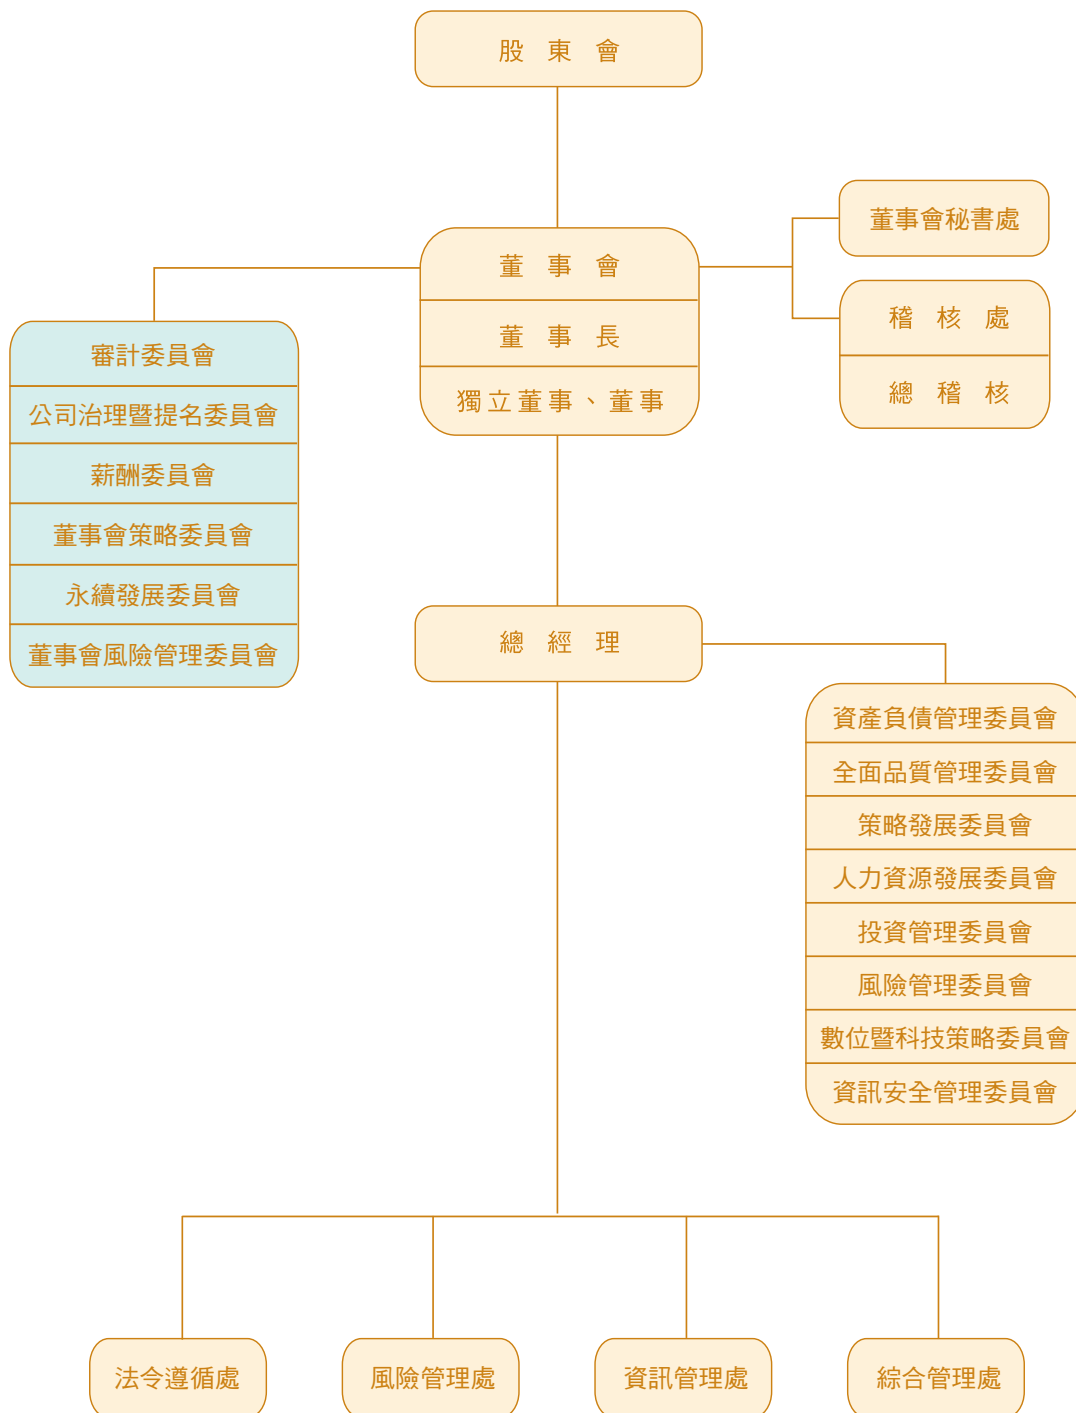 股東會
董事會秘書處
董事會
董事長
獨立董事、董事
稽核處
總稽核
審計委員會
公司治理暨提名委員會
薪酬委員會
董事會策略委員會
永續發展委員會
董事會風險管理委員會
總經理
資產負債管理委員會
全面品質管理委員會
策略發展委員會
人力資源發展委員會
投資管理委員會
風險管理委員會
數位暨科技策略委員會
資訊安全管理委員會
法令遵循處
風險管理處
資訊管理處
綜合管理處